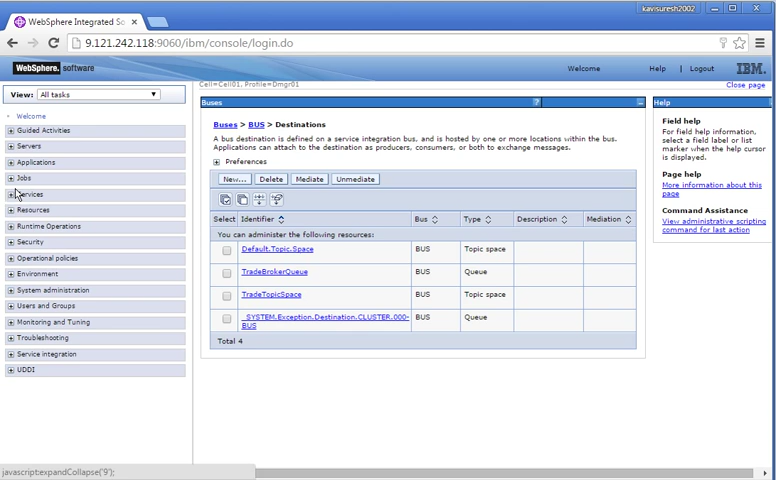 kavisuresh2002
WebSphere Integrated So
9.121.242.118:9060/ibm/console/login.do
WebSphere. software
Welcome
Help | Logout
IBM.
View: All tasks
Cell=Cell01, Profile=Dmgr01
Close page
Welcome
Guided Activities
Servers
Applications
Jobs
Services
Resources
Runtime Operations
Security
Operational policies
Environment
System administration
Users and Groups
Monitoring and Tuning
Troubleshooting
Service integration
UDDI
Buses
?
Buses > BUS > Destinations
A bus destination is defined on a service integration bus, and is hosted by one or more locations within the bus.
Applications can attach to the destination as producers, consumers, or both to exchange messages.
Preferences
New... Delete Mediate Unmediate
Select Identifier Bus Type Description Mediation
You can administer the following resources:
Default.Topic.Space BUS Topic space
TradeBrokerQueue BUS Queue
TradeTopicSpace BUS Topic space
_SYSTEM.Exception.Destination.CLUSTER.000- BUS Queue
BUS
Total 4
Help
Field help
For field help information,
select a field label or list
marker when the help cursor
is displayed.
Page help
More information about this
page
Command Assistance
View administrative scripting
command for last action
javascript:expandCollapse('9');